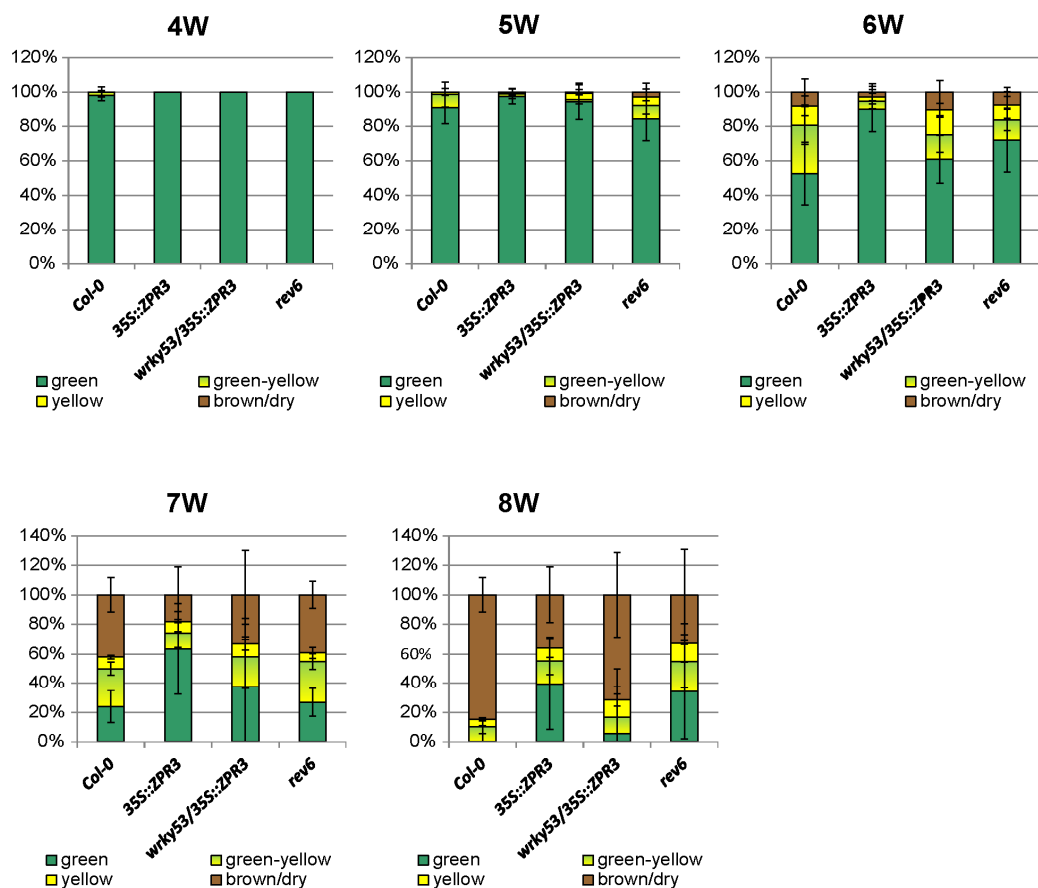 4W
5W
6W
120%
100%
80%
60%
40%
20%
0%
Col-0
35S::ZPR3
wrky53/35S::ZPR3
rev6
green
green-yellow
yellow
brown/dry
120%
100%
80%
60%
40%
20%
0%
Col-0
35S::ZPR3
wrky53/35S::ZPR3
rev6
green
green-yellow
yellow
brown/dry
120%
100%
80%
60%
40%
20%
0%
Col-0
35S::ZPR3
wrky53/35S::ZPR3
rev6
green
green-yellow
yellow
brown/dry
7W
8W
140%
120%
100%
80%
60%
40%
20%
0%
Col-0
35S::ZPR3
wrky53/35S::ZPR3
rev6
green
green-yellow
yellow
brown/dry
140%
120%
100%
80%
60%
40%
20%
0%
Col-0
35S::ZPR3
wrky53/35S::ZPR3
rev6
green
green-yellow
yellow
brown/dry